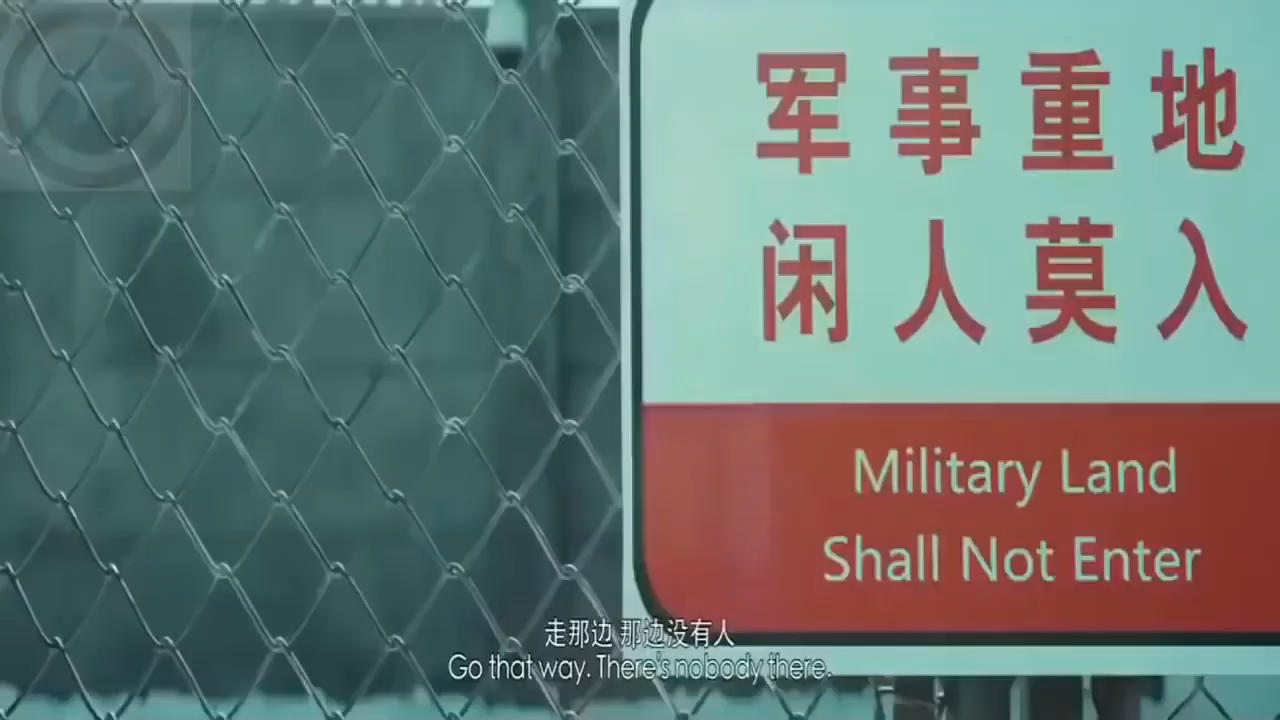 军事重地
闲人莫入
Military Land
Shall Not Enter
走那边 那边没有人
Go that way. There's nobody there.